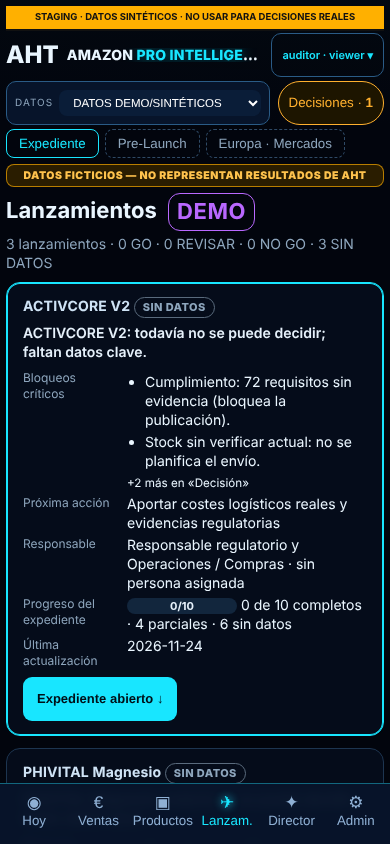 STAGING · DATOS SINTÉTICOS · NO USAR PARA DECISIONES REALES
AHT AMAZON PRO INTELLIGE... auditor · viewer ▾
DATOS DATOS DEMO/SINTÉTICOS Decisiones · 1
Expediente Pre-Launch Europa · Mercados
DATOS FICTICIOS — NO REPRESENTAN RESULTADOS DE AHT
Lanzamientos DEMO
3 lanzamientos · 0 GO · 0 REVISAR · 0 NO GO · 3 SIN
DATOS
ACTIVCORE V2 SIN DATOS
ACTIVCORE V2: todavía no se puede decidir;
faltan datos clave.
Bloqueos
críticos
• Cumplimiento: 72 requisitos sin
evidencia (bloquea la
publicación).
• Stock sin verificar actual: no se
planifica el envío.
+2 más en «Decisión»
Próxima acción
Aportar costes logísticos reales y
evidencias regulatorias
Responsable
Responsable regulatorio y
Operaciones / Compras · sin
persona asignada
Progreso del
expediente
0/10 0 de 10 completos
· 4 parciales · 6 sin datos
Última
actualización
2026-11-24
Expediente abierto ↓
PHIVITAL Magnesio SIN DATOS
Hoy € Ventas Productos Lanzam. Director Admin